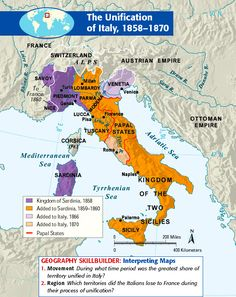 The Unification
of Italy, 1858–1870
FRANCE
SWITZERLAND
ALPS
AUSTRIAN EMPIRE
SAVOY
To France 1860
Milan
LOMBARDY
VENETIA
Venice
Turin
PIEDMONT
PARMA
Genoa
Nice
LUCCA
Pisa
Florence
TUSCANY
PAPAL
STATES
OTTOMAN
EMPIRE
Adriatic Sea
CORSICA
(Fr.)
Rome
Mediterranean
Sea
Naples
SARDINIA
KINGDOM
OF THE
TWO
SICILIES
Tyrrhenian
Sea
Palermo
SICILY
Kingdom of Sardinia, 1858
Added to Sardinia, 1859–1860
Added to Italy, 1866
Added to Italy, 1870
Papal States
0 200 Miles
0 400 Kilometers
GEOGRAPHY SKILLBUILDER: Interpreting Maps
1. Movement During what time period was the greatest share of
territory unified in Italy?
2. Region Which territories did the Italians lose to France during
their process of unification?